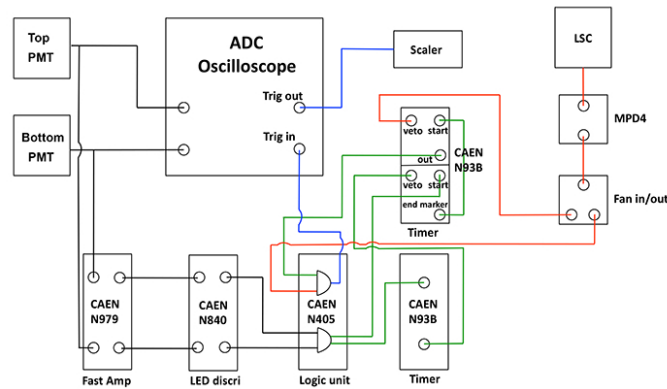 Top
PMT
ADC
Oscilloscope
Trig out
Trig in
Scaler
LSC
MPD4
Fan in/out
Bottom
PMT
veto start
out
CAEN
N93B
veto start
end marker
Timer
CAEN
N979
Fast Amp
CAEN
N840
LED discri
CAEN
N405
Logic unit
CAEN
N93B
Timer